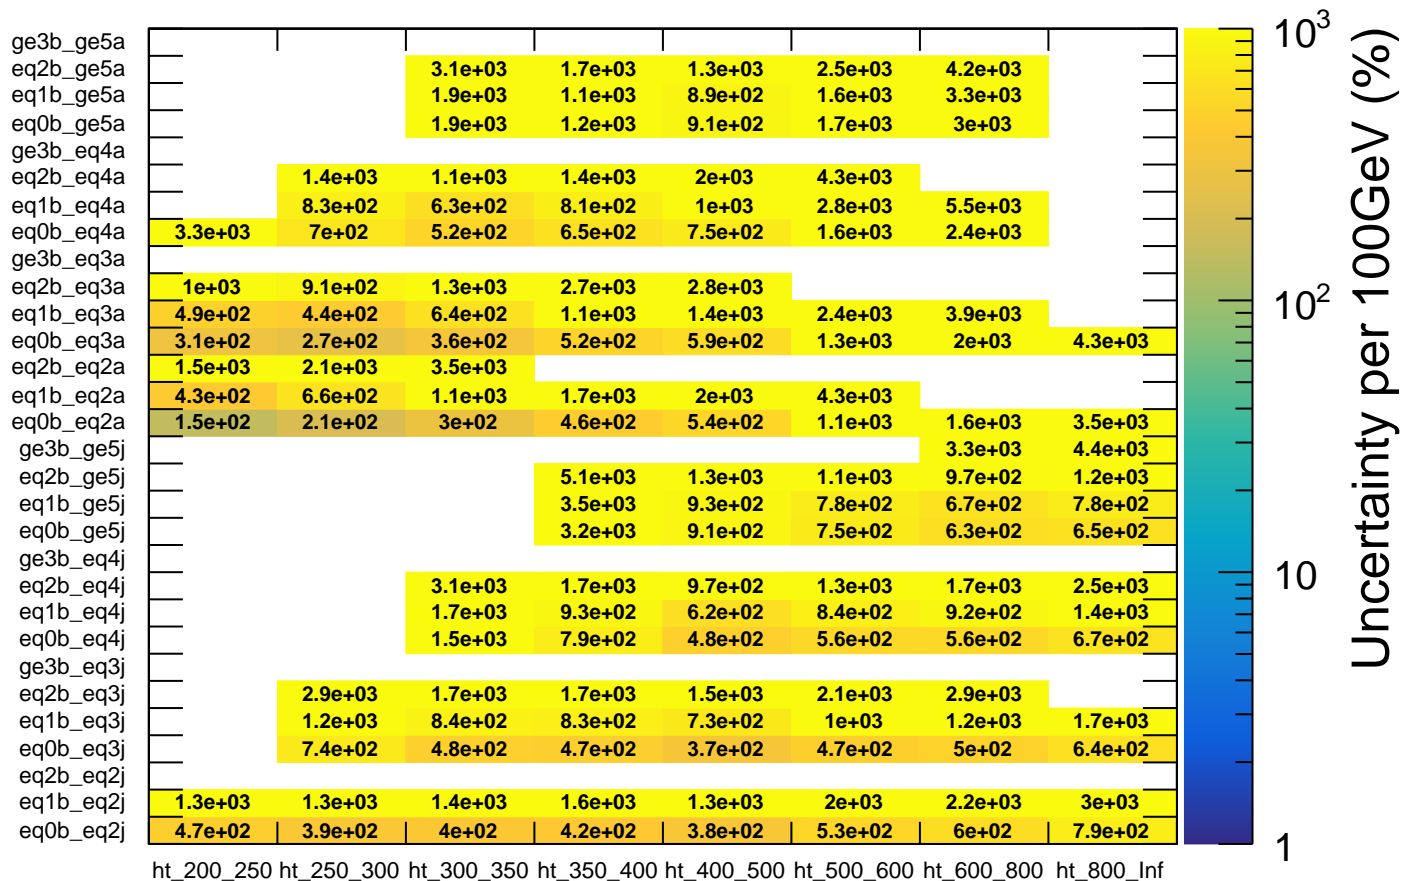 ge3b_ge5a
eq2b_ge5a 3.1e+03 1.7e+03 1.3e+03 2.5e+03 4.2e+03
eq1b_ge5a 1.9e+03 1.1e+03 8.9e+02 1.6e+03 3.3e+03
eq0b_ge5a 1.9e+03 1.2e+03 9.1e+02 1.7e+03 3e+03
ge3b_eq4a
eq2b_eq4a 1.4e+03 1.1e+03 1.4e+03 2e+03 4.3e+03
eq1b_eq4a 8.3e+02 6.3e+02 8.1e+02 1e+03 2.8e+03 5.5e+03
eq0b_eq4a 3.3e+03 7e+02 5.2e+02 6.5e+02 7.5e+02 1.6e+03 2.4e+03
ge3b_eq3a
eq2b_eq3a 1e+03 9.1e+02 1.3e+03 2.7e+03 2.8e+03
eq1b_eq3a 4.9e+02 4.4e+02 6.4e+02 1.1e+03 1.4e+03 2.4e+03 3.9e+03
eq0b_eq3a 3.1e+02 2.7e+02 3.6e+02 5.2e+02 5.9e+02 1.3e+03 2e+03 4.3e+03
eq2b_eq2a 1.5e+03 2.1e+03 3.5e+03
eq1b_eq2a 4.3e+02 6.6e+02 1.1e+03 1.7e+03 2e+03 4.3e+03
eq0b_eq2a 1.5e+02 2.1e+02 3e+02 4.6e+02 5.4e+02 1.1e+03 1.6e+03 3.5e+03
ge3b_ge5j 3.3e+03 4.4e+03
eq2b_ge5j 5.1e+03 1.3e+03 1.1e+03 9.7e+02 1.2e+03
eq1b_ge5j 3.5e+03 9.3e+02 7.8e+02 6.7e+02 7.8e+02
eq0b_ge5j 3.2e+03 9.1e+02 7.5e+02 6.3e+02 6.5e+02
ge3b_eq4j
eq2b_eq4j 3.1e+03 1.7e+03 9.7e+02 1.3e+03 1.7e+03 2.5e+03
eq1b_eq4j 1.7e+03 9.3e+02 6.2e+02 8.4e+02 9.2e+02 1.4e+03
eq0b_eq4j 1.5e+03 7.9e+02 4.8e+02 5.6e+02 5.6e+02 6.7e+02
ge3b_eq3j
eq2b_eq3j 2.9e+03 1.7e+03 1.7e+03 1.5e+03 2.1e+03 2.9e+03
eq1b_eq3j 1.2e+03 8.4e+02 8.3e+02 7.3e+02 1e+03 1.2e+03 1.7e+03
eq0b_eq3j 7.4e+02 4.8e+02 4.7e+02 3.7e+02 4.7e+02 5e+02 6.4e+02
eq2b_eq2j
eq1b_eq2j 1.3e+03 1.3e+03 1.4e+03 1.6e+03 1.3e+03 2e+03 2.2e+03 3e+03
eq0b_eq2j 4.7e+02 3.9e+02 4e+02 4.2e+02 3.8e+02 5.3e+02 6e+02 7.9e+02
ht_200_250 ht_250_300 ht_300_350 ht_350_400 ht_400_500 ht_500_600 ht_600_800 ht_800_Inf
10³
10²
10
1
Uncertainty per 100GeV (%)